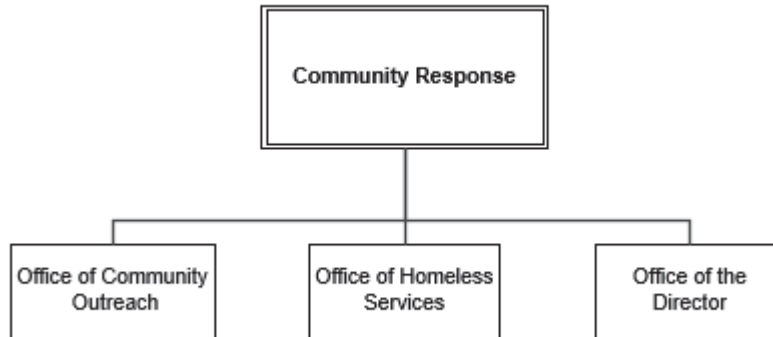 Community Response
Office of Community
Outreach
Office of Homeless
Services
Office of the
Director